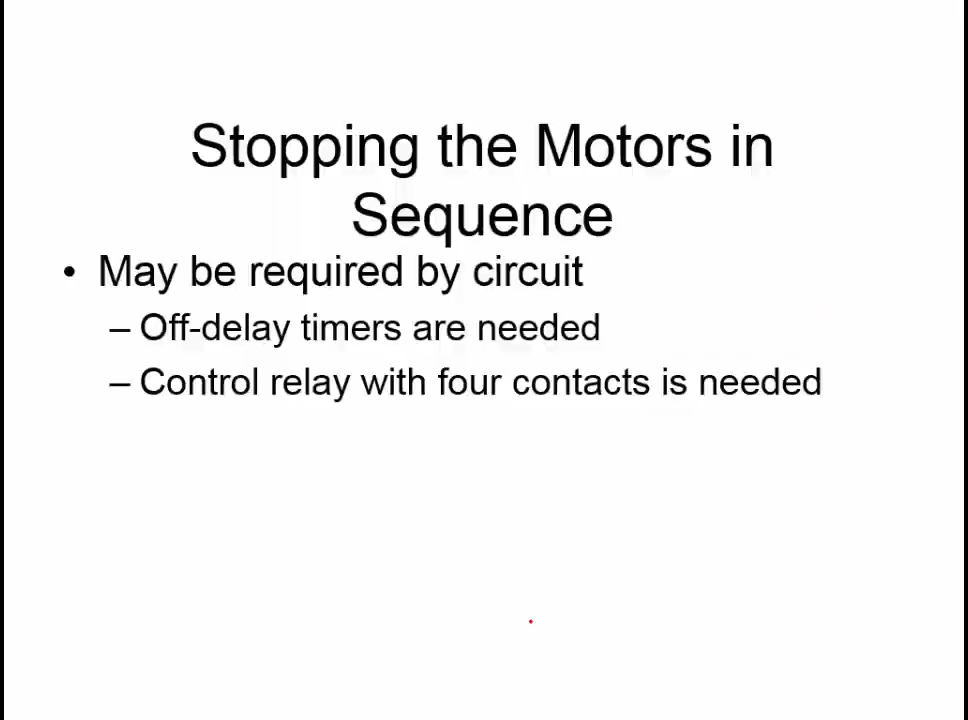 Stopping the Motors in
Sequence
• May be required by circuit
– Off-delay timers are needed
– Control relay with four contacts is needed